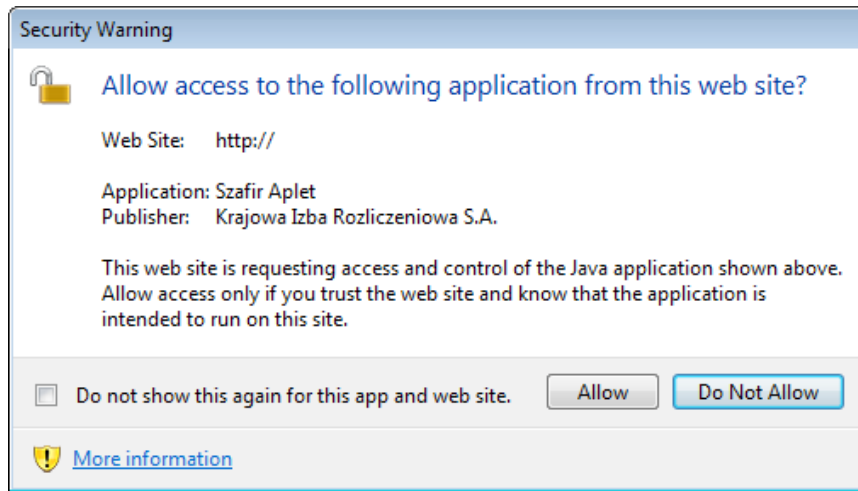 Security Warning
Allow access to the following application from this web site?
Web Site: http://
Application: Szafir Aplet
Publisher: Krajowa Izba Rozliczeniowa S.A.
This web site is requesting access and control of the Java application shown above.
Allow access only if you trust the web site and know that the application is
intended to run on this site.
Do not show this again for this app and web site. Allow Do Not Allow
More information